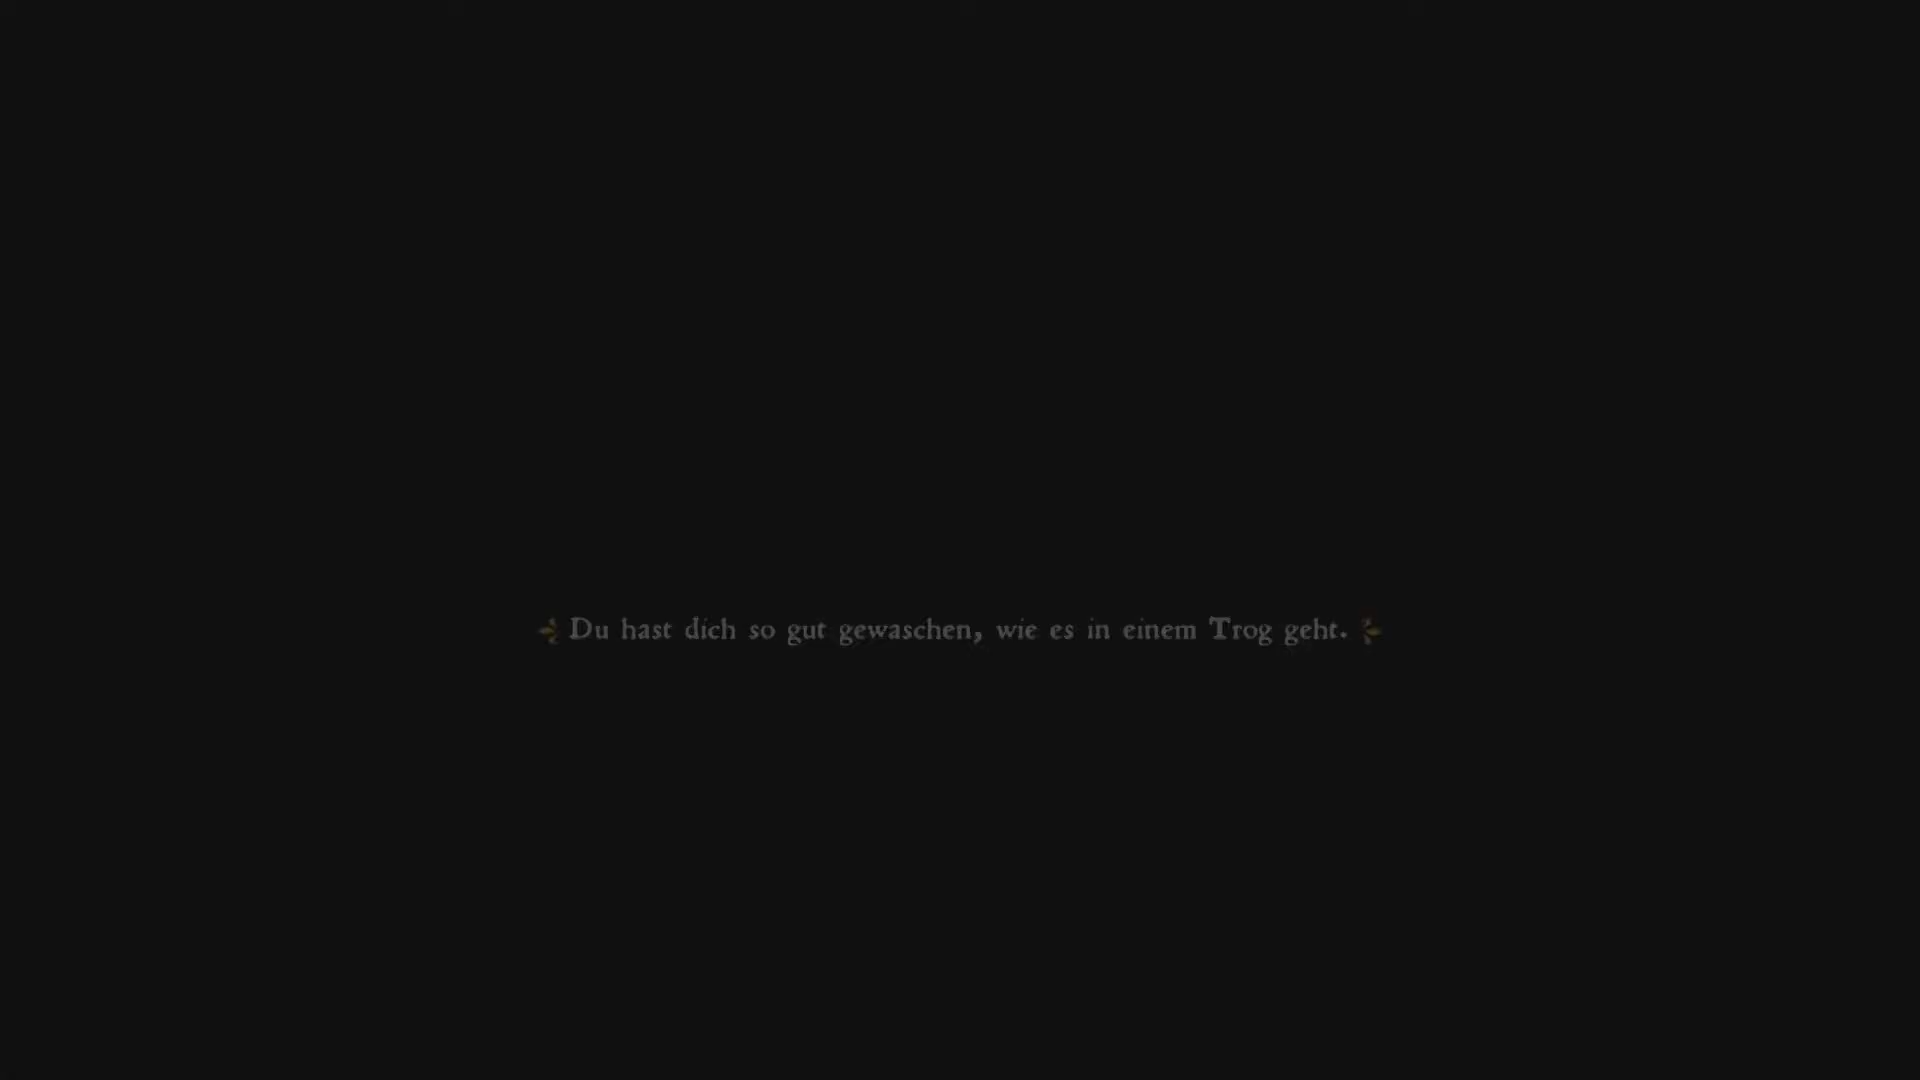 Du hast dich so gut gewaschen, wie es in einem Trog geht.